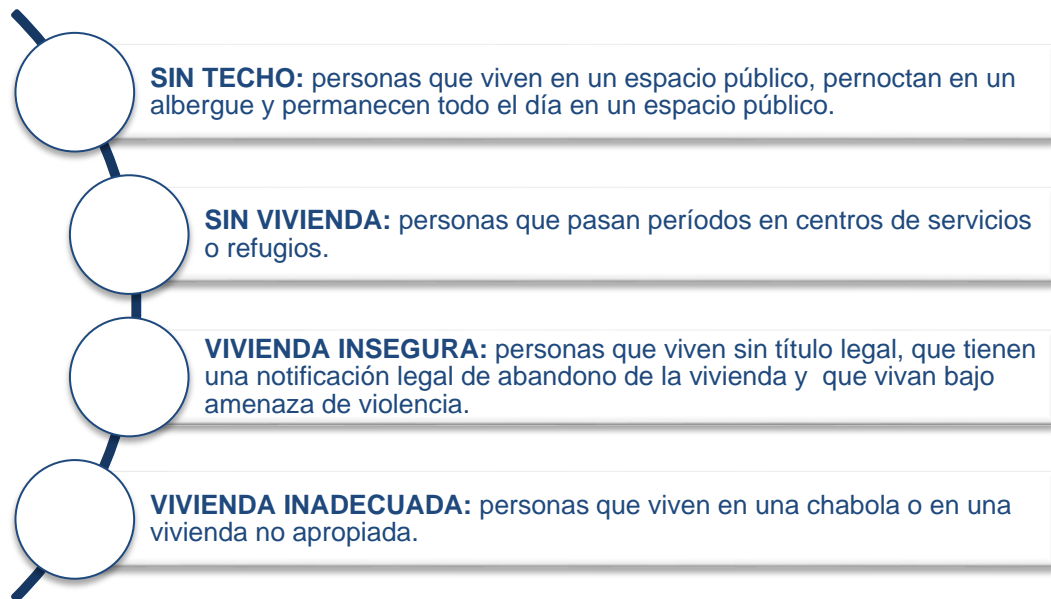 SIN TECHO: personas que viven en un espacio público, pernoctan en un
albergue y permanecen todo el día en un espacio público.
SIN VIVIENDA: personas que pasan períodos en centros de servicios
o refugios.
VIVIENDA INSEGURA: personas que viven sin título legal, que tienen
una notificación legal de abandono de la vivienda y  que vivan bajo
amenaza de violencia.
VIVIENDA INADECUADA: personas que viven en una chabola o en una
vivienda no apropiada.